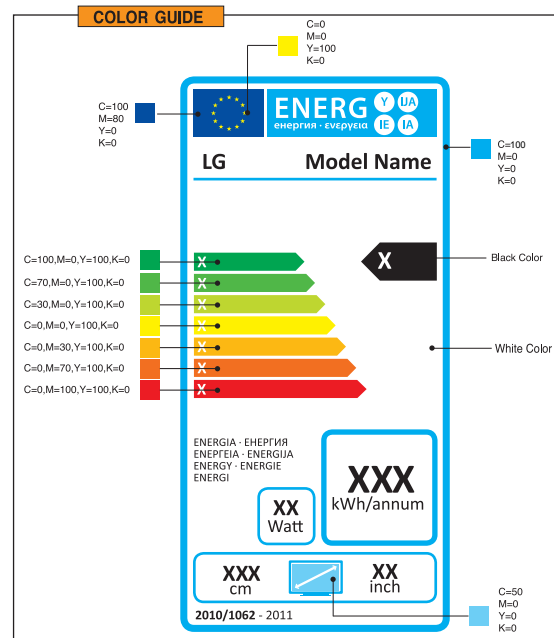 COLOR GUIDE
C=0
M=0
Y=100
K=0
C=100
M=80
Y=0
K=0
ENERG Y IJA
енергия · ενεργεια IE IA
C=100
M=0
Y=0
K=0
LG Model Name
C=100,M=0,Y=100,K=0 X X Black Color
C=70,M=0,Y=100,K=0 X
C=30,M=0,Y=100,K=0 X
C=0,M=0,Y=100,K=0 X
C=0,M=30,Y=100,K=0 X White Color
C=0,M=70,Y=100,K=0 X
C=0,M=100,Y=100,K=0 X
ENERGIA · ЕНЕРГИЯ
ΕΝΕΡΓΕΙΑ · ENERGIJA
ENERGY · ENERGIE
ENERGI
XXX
kWh/annum
XX
Watt
XXX
cm
XX
inch
2010/1062 - 2011
C=50
M=0
Y=0
K=0